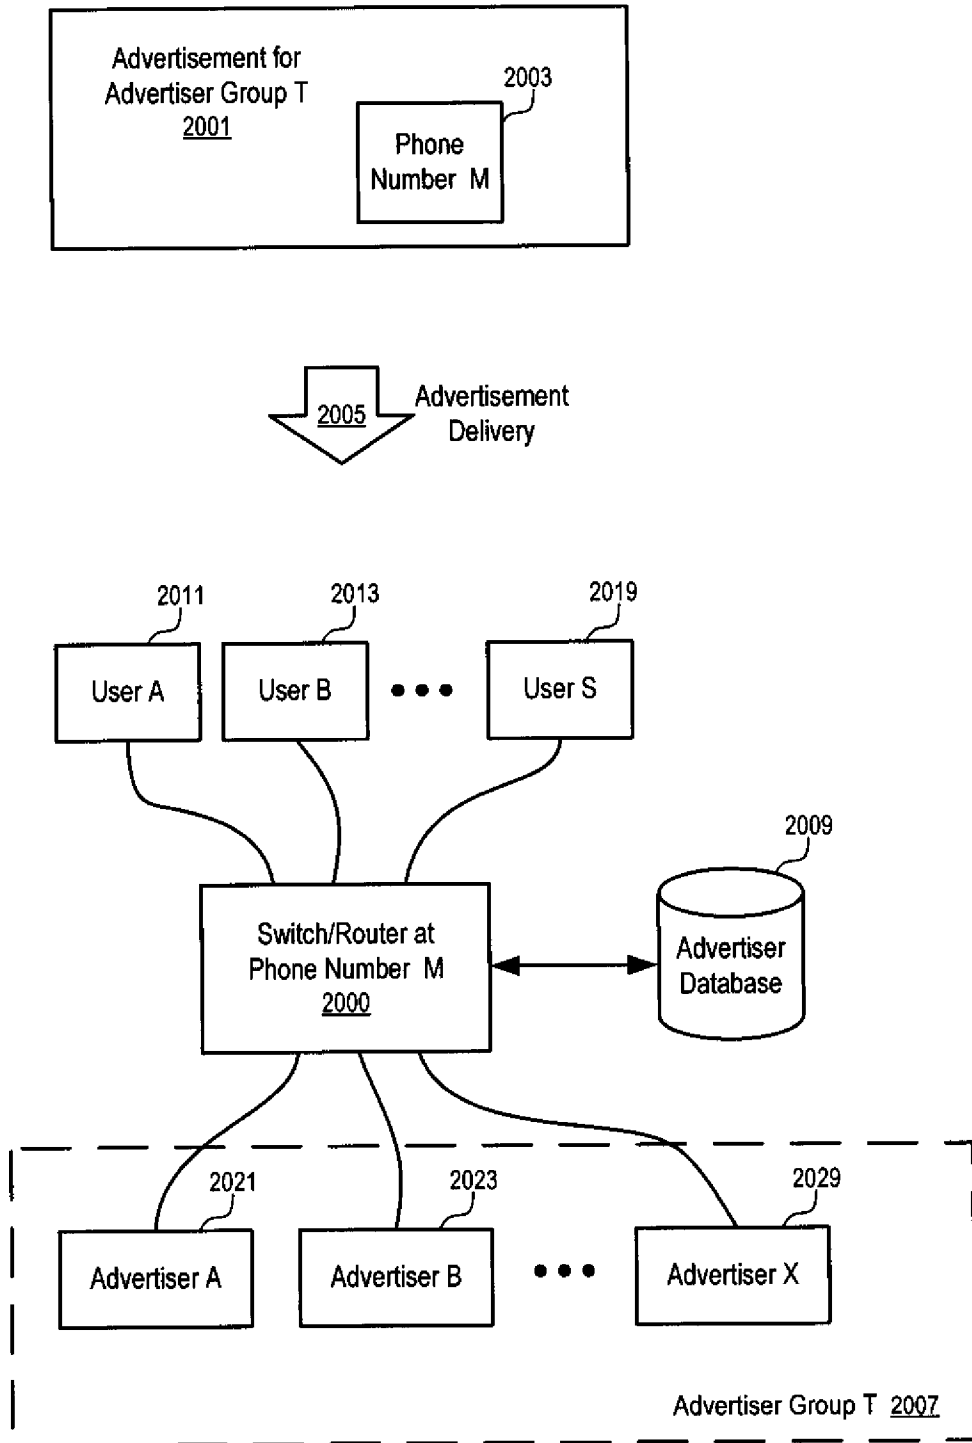 Advertisement for
Advertiser Group T
2001
2003
Phone
Number M
2005
Advertisement
Delivery
2011
2013
2019
User A
User B
User S
2009
Switch/Router at
Phone Number M
2000
Advertiser
Database
2021
2023
2029
Advertiser A
Advertiser B
Advertiser X
Advertiser Group T 2007